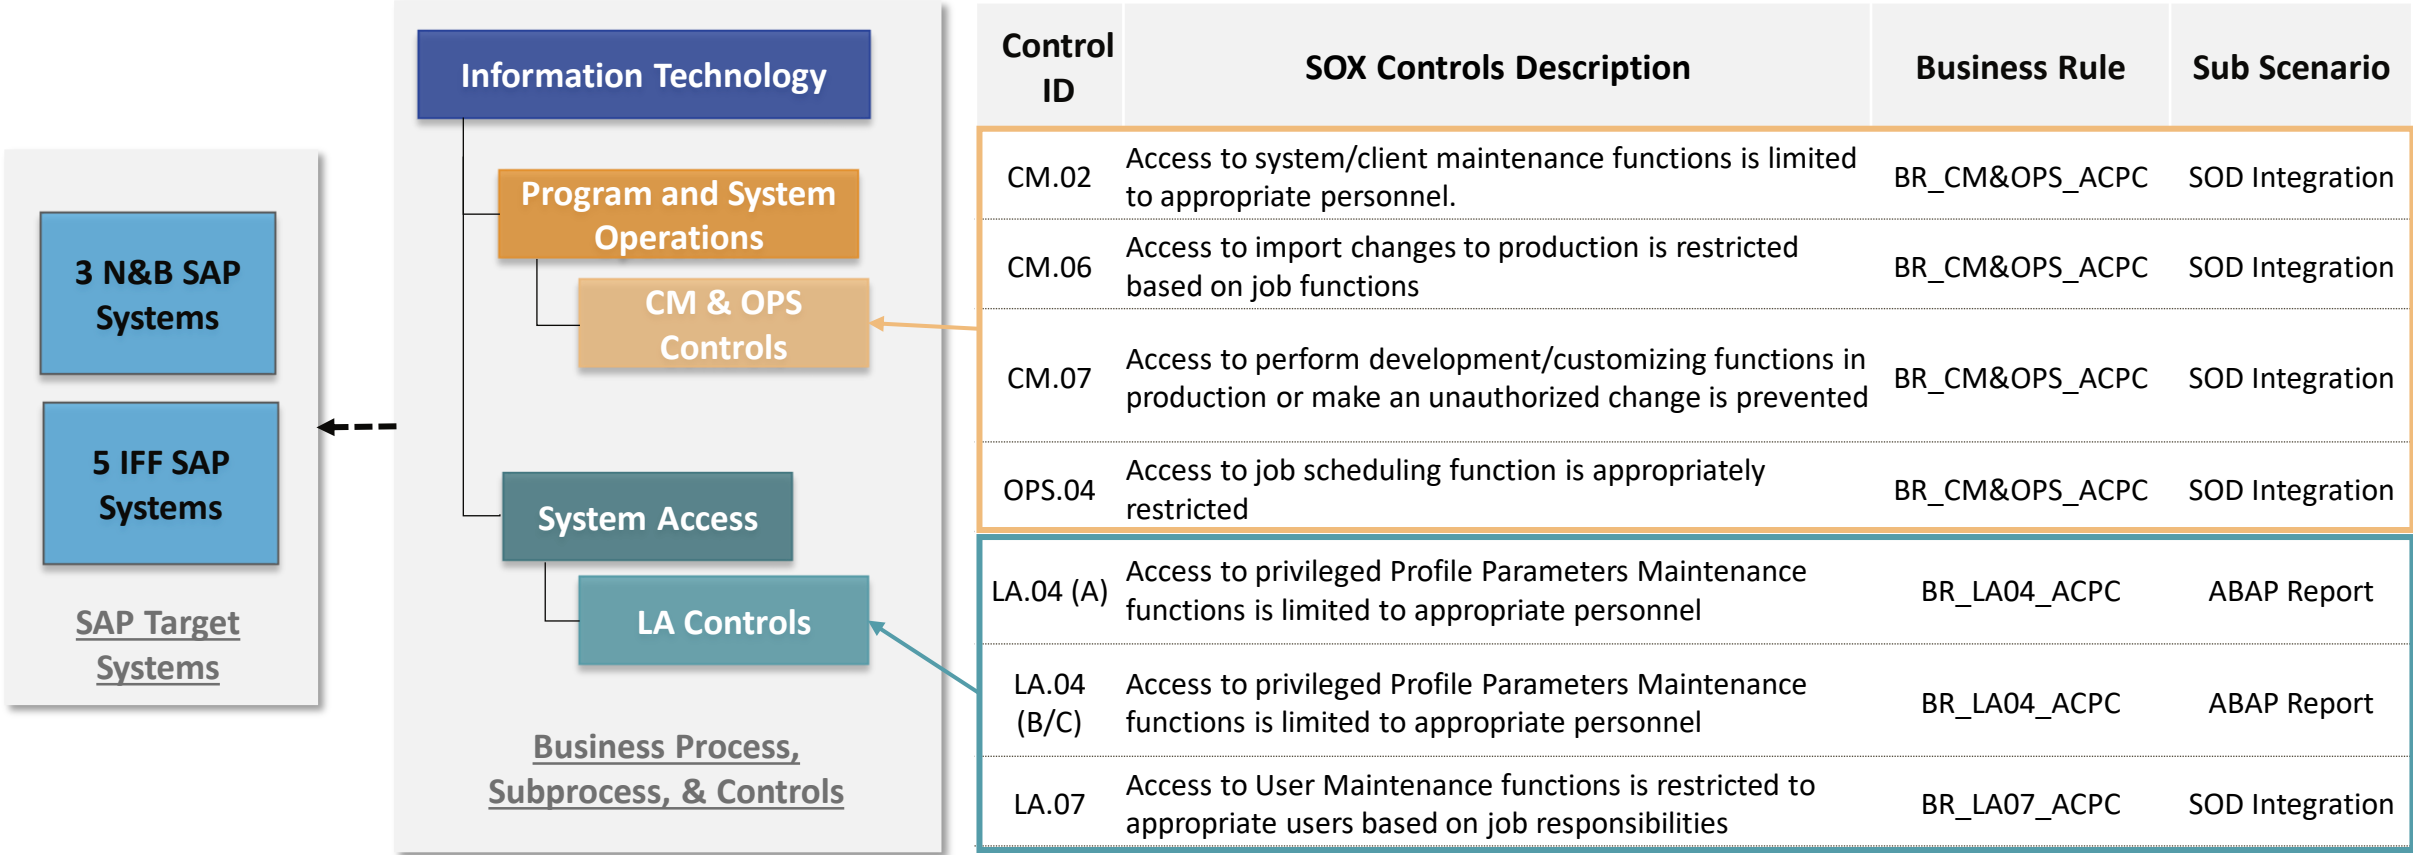 3 N&B SAP
Systems
5 IFF SAP
Systems
SAP Target
Systems
Information Technology
Program and System
Operations
CM & OPS
Controls
System Access
LA Controls
Business Process,
Subprocess, & Controls
Control
ID
SOX Controls Description
Business Rule
Sub Scenario
CM.02
Access to system/client maintenance functions is limited
to appropriate personnel.
BR_CM&OPS_ACPC
SOD Integration
CM.06
Access to import changes to production is restricted
based on job functions
BR_CM&OPS_ACPC
SOD Integration
CM.07
Access to perform development/customizing functions in
production or make an unauthorized change is prevented
BR_CM&OPS_ACPC
SOD Integration
OPS.04
Access to job scheduling function is appropriately
restricted
BR_CM&OPS_ACPC
SOD Integration
LA.04 (A)
Access to privileged Profile Parameters Maintenance
functions is limited to appropriate personnel
BR_LA04_ACPC
ABAP Report
LA.04
(B/C)
Access to privileged Profile Parameters Maintenance
functions is limited to appropriate personnel
BR_LA04_ACPC
ABAP Report
LA.07
Access to User Maintenance functions is restricted to
appropriate users based on job responsibilities
BR_LA07_ACPC
SOD Integration